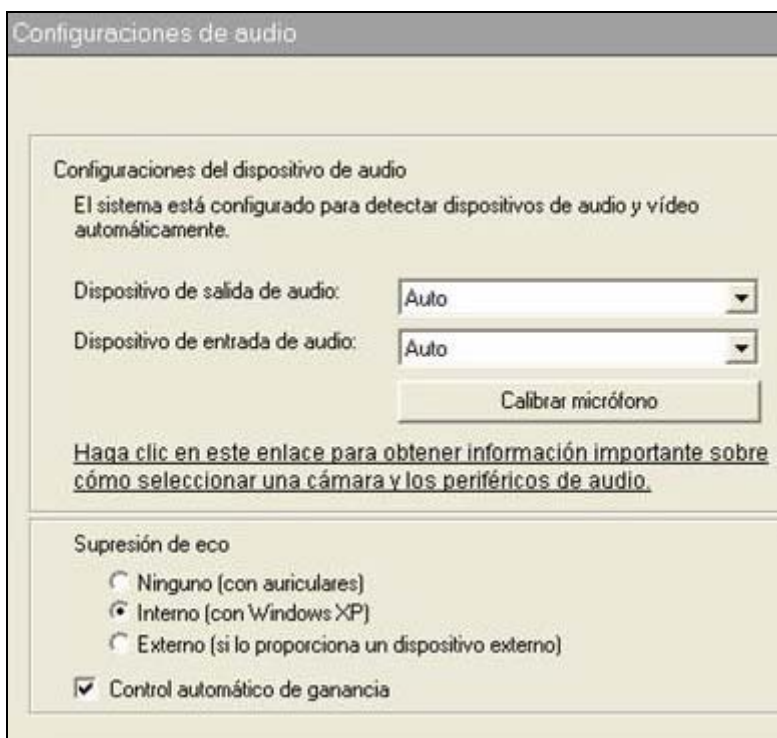 Configuraciones de audio
Configuraciones del dispositivo de audio
El sistema está configurado para detectar dispositivos de audio y vídeo
automáticamente.
Dispositivo de salida de audio:
Auto
Dispositivo de entrada de audio:
Auto
Calibrar micrófono
Haga clic en este enlace para obtener información importante sobre
cómo seleccionar una cámara y los periféricos de audio.
Supresión de eco
Ninguno (con auriculares)
Interno (con Windows XP)
Externo (si lo proporciona un dispositivo externo)
Control automático de ganancia